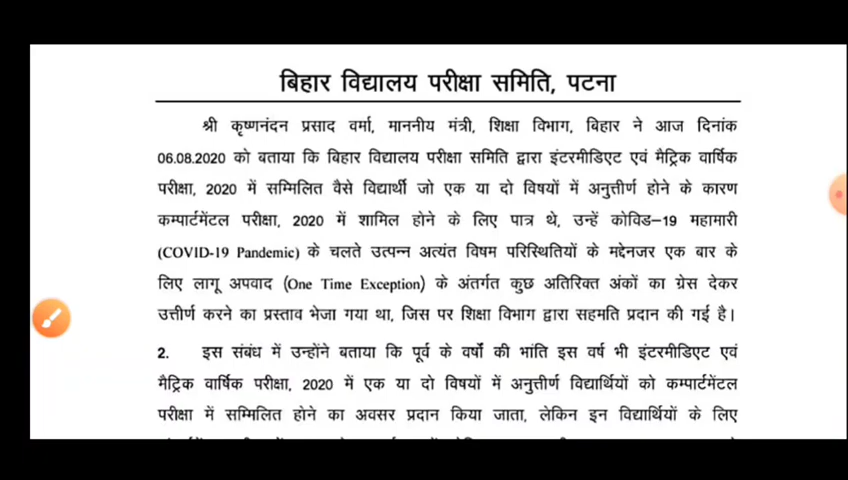 बिहार विद्यालय परीक्षा समिति, पटना
श्री कृष्णनंदन प्रसाद वर्मा, माननीय मंत्री, शिक्षा विभाग, बिहार ने आज दिनांक
06.08.2020 को बताया कि बिहार विद्यालय परीक्षा समिति द्वारा इंटरमीडिएट एवं मैट्रिक वार्षिक
परीक्षा, 2020 में सम्मिलित वैसे विद्यार्थी जो एक या दो विषयों में अनुत्तीर्ण होने के कारण
कम्पार्टमेंटल परीक्षा, 2020 में शामिल होने के लिए पात्र थे, उन्हें कोविड–19 महामारी
(COVID-19 Pandemic) के चलते उत्पन्न अत्यंत विषम परिस्थितियों के मद्देनजर एक बार के
लिए लागू अपवाद (One Time Exception) के अंतर्गत कुछ अतिरिक्त अंकों का ग्रेस देकर
उत्तीर्ण करने का प्रस्ताव भेजा गया था, जिस पर शिक्षा विभाग द्वारा सहमति प्रदान की गई है।
2. इस संबंध में उन्होंने बताया कि पूर्व के वर्षों की भांति इस वर्ष भी इंटरमीडिएट एवं
मैट्रिक वार्षिक परीक्षा, 2020 में एक या दो विषयों में अनुत्तीर्ण विद्यार्थियों को कम्पार्टमेंटल
परीक्षा में सम्मिलित होने का अवसर प्रदान किया जाता, लेकिन इन विद्यार्थियों के लिए